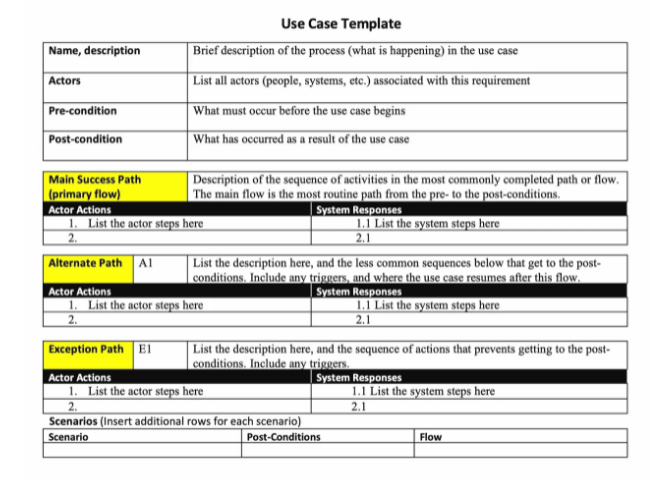 Use Case Template
Name, description Brief description of the process (what is happening) in the use case
Actors List all actors (people, systems, etc.) associated with this requirement
Pre-condition What must occur before the use case begins
Post-condition What has occurred as a result of the use case
Main Success Path Description of the sequence of activities in the most commonly completed path or flow.
(primary flow) The main flow is the most routine path from the pre- to the post-conditions.
Actor Actions System Responses
1. List the actor steps here 1.1 List the system steps here
2. 2.1
Alternate Path A1 List the description here, and the less common sequences below that get to the post-
conditions. Include any triggers, and where the use case resumes after this flow.
Actor Actions System Responses
1. List the actor steps here 1.1 List the system steps here
2. 2.1
Exception Path E1 List the description here, and the sequence of actions that prevents getting to the post-
conditions. Include any triggers.
Actor Actions System Responses
1. List the actor steps here 1.1 List the system steps here
2. 2.1
Scenarios (Insert additional rows for each scenario)
Scenario Post-Conditions Flow